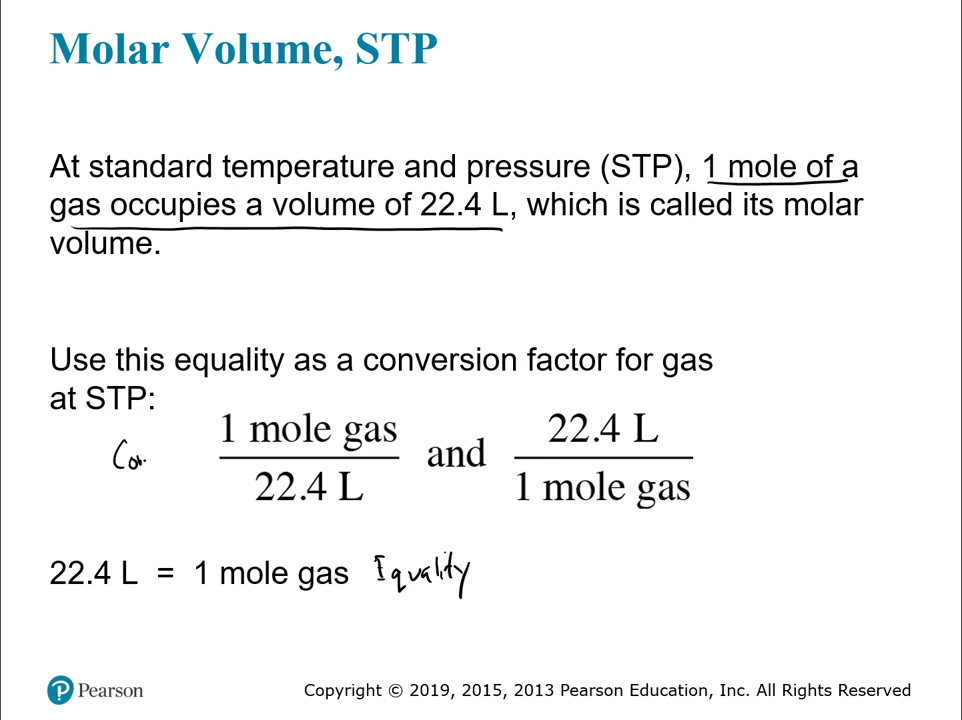 Molar Volume, STP
At standard temperature and pressure (STP), 1 mole of a
gas occupies a volume of 22.4 L, which is called its molar
volume.
Use this equality as a conversion factor for gas
at STP:
Con
1 mole gas
22.4 L
and
22.4 L
1 mole gas
22.4 L = 1 mole gas Equality
Pearson
Copyright © 2019, 2015, 2013 Pearson Education, Inc. All Rights Reserved